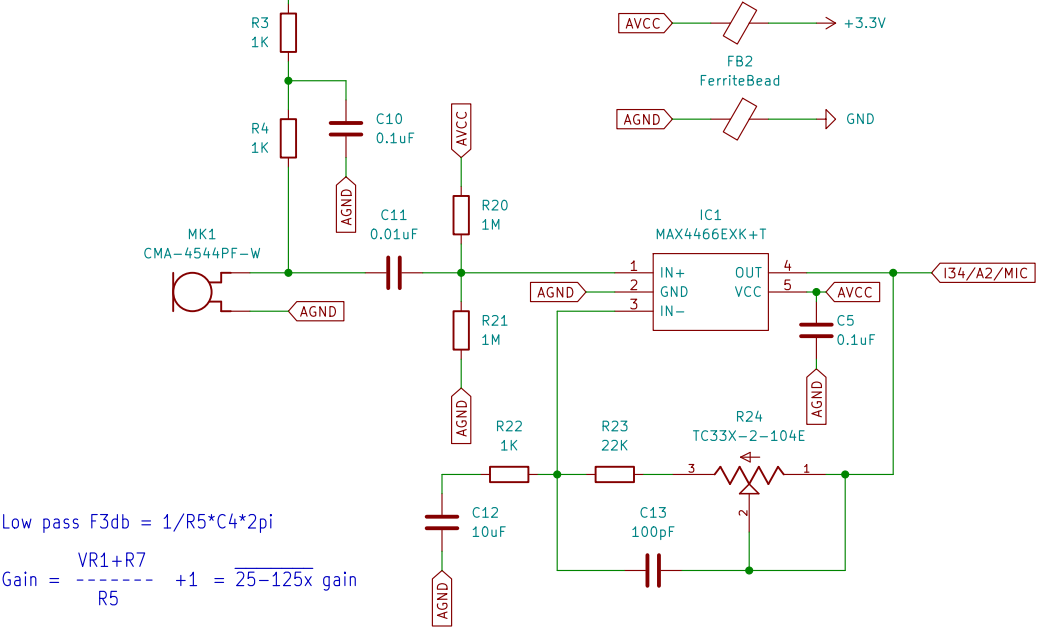 R3
1K
AVCC
+3.3V
FB2
FerriteBead
AGND
GND
C10
0.1uF
R4
1K
AVCC
AGND
R20
1M
C11
0.01uF
MK1
CMA-4544PF-W
IC1
MAX4466EXK+T
1
IN+
OUT
4
I34/A2/MIC
AGND
2
GND
VCC
5
AVCC
3
IN-
AGND
R21
1M
C5
0.1uF
AGND
AGND
R22
1K
R23
22K
R24
TC33X-2-104E
3
1
2
C12
10uF
C13
100pF
AGND
Low pass F3db = 1/R5*C4*2pi
VR1+R7
Gain = ------- +1 = 25-125x gain
R5